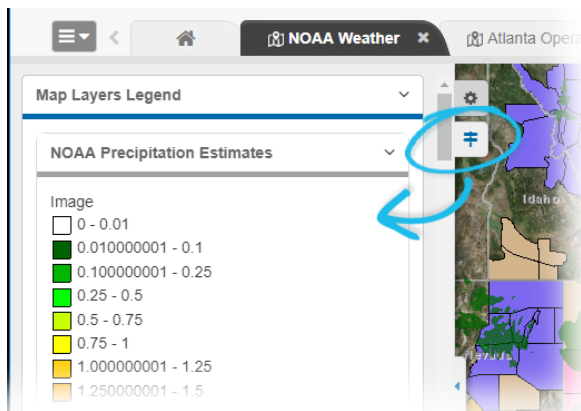 NOAA Weather
Atlanta Opera
Map Layers Legend
NOAA Precipitation Estimates
Image
0 - 0.01
0.010000001 - 0.1
0.100000001 - 0.25
0.25 - 0.5
0.5 - 0.75
0.75 - 1
1.000000001 - 1.25
1.250000001 - 1.5
Idaho
Nevada